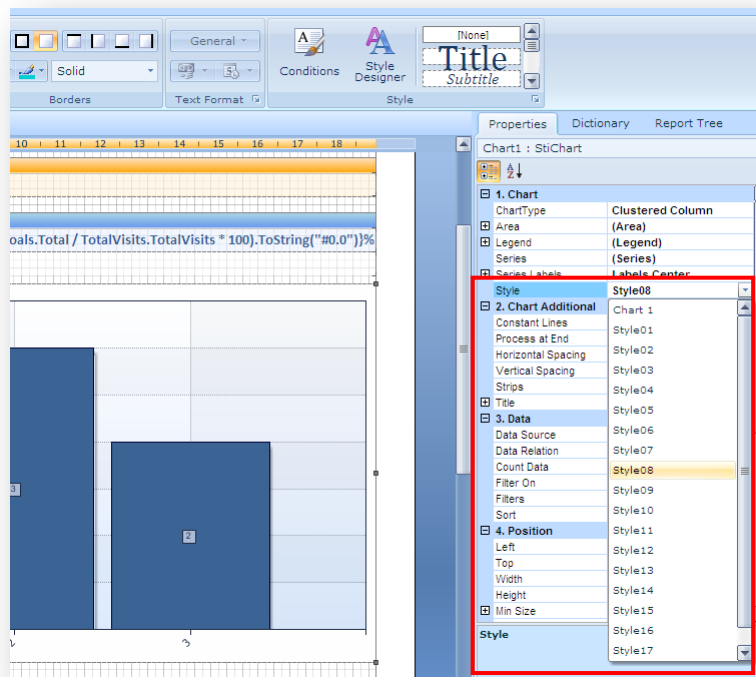 General
[None]
Title
Subtitle
Solid
Conditions
Style
Designer
Borders
Text Format
Style
Properties Dictionary Report Tree
10 11 12 13 14 15 16 17 18
Chart1 : StiChart
1. Chart
ChartType Clustered Column
Area (Area)
oals.Total / TotalVisits.TotalVisits * 100).ToString("#0.0")}%
Legend (Legend)
Series (Series)
Series Labels Labels Center
Style Style08
2. Chart Additional
Constant Lines
Process at End
Horizontal Spacing
Vertical Spacing
Strips
Title
3. Data
Data Source
Data Relation
Count Data
Filter On
Filters
Sort
4. Position
Left
Top
Width
Height
Min Size
Chart 1
Style01
Style02
Style03
Style04
Style05
Style06
Style07
Style08
Style09
Style10
Style11
Style12
Style13
Style14
Style15
Style16
Style17
3
2
2
3
Style